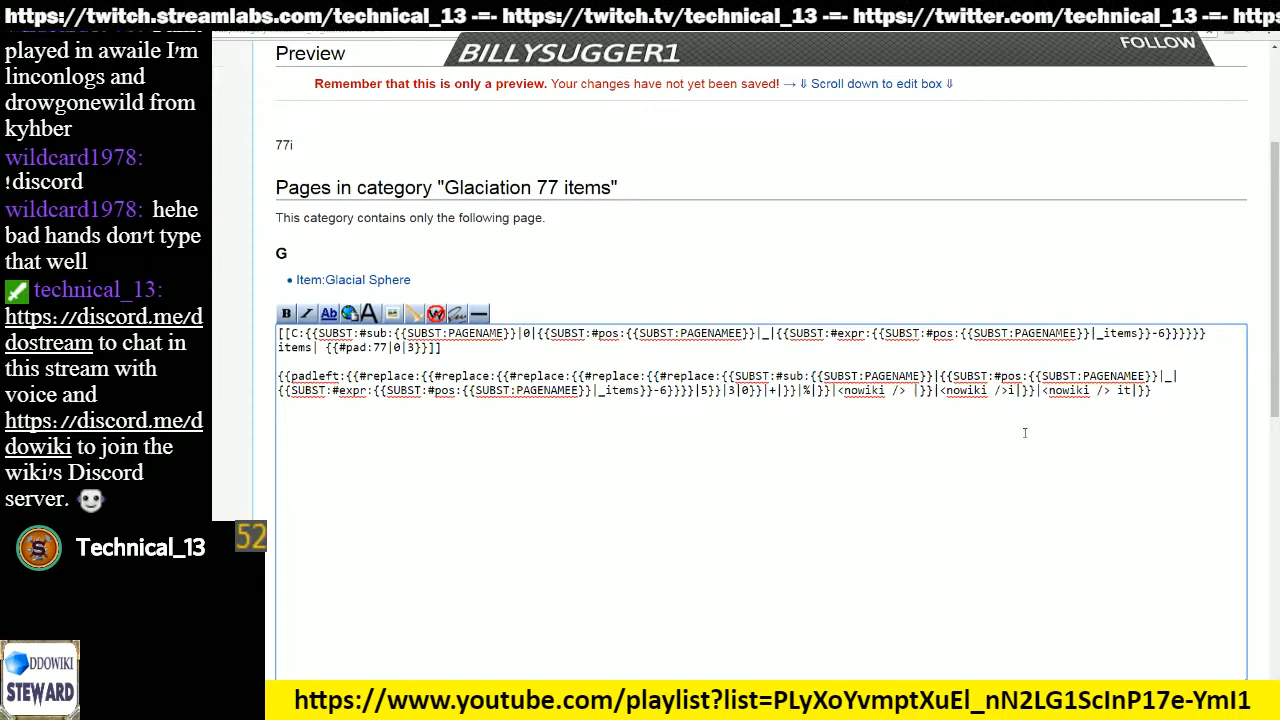 https://twitch.streamlabs.com/technical_13 -=- https://twitch.tv/technical_13 -=- https://twitter.com/technical_13 -=- https
played in awaile I'm
linconlogs and
drowgonewild from
kyhber
wildcard1978:
!discord
wildcard1978: hehe
bad hands don't type
that well
technical_13:
https://discord.me/d
dostream to chat in
this stream with
voice and
https://discord.me/d
dowiki to join the
wiki's Discord
server.
Technical_13
52
DDOWIKI
STEWARD
BILLYSUGGER1
FOLLOW
Preview
Remember that this is only a preview. Your changes have not yet been saved! → ⇓ Scroll down to edit box ⇓
77i
Pages in category "Glaciation 77 items"
This category contains only the following page.
G
• Item:Glacial Sphere
B I Ab A W
[[C:{{SUBST:#sub:{{SUBST:PAGENAME}}|0|{{SUBST:#pos:{{SUBST:PAGENAMEE}}|_|{{SUBST:#expr:{{SUBST:#pos:{{SUBST:PAGENAMEE}}|_items}}-6}}}}}}
items| {{#pad:77|0|3}}]]
{{padleft:{{#replace:{{#replace:{{#replace:{{#replace:{{#replace:{{SUBST:#sub:{{SUBST:PAGENAME}}|{{SUBST:#pos:{{SUBST:PAGENAMEE}}|_|
{{SUBST:#expr:{{SUBST:#pos:{{SUBST:PAGENAMEE}}|_items}}-6}}}}|5}}|3|0}}|+|}}|%|}}|<nowiki /> |}}|<nowiki />i|}}|<nowiki /> it|}}
https://www.youtube.com/playlist?list=PLyXoYvmptXuEl_nN2LG1ScInP17e-YmI1